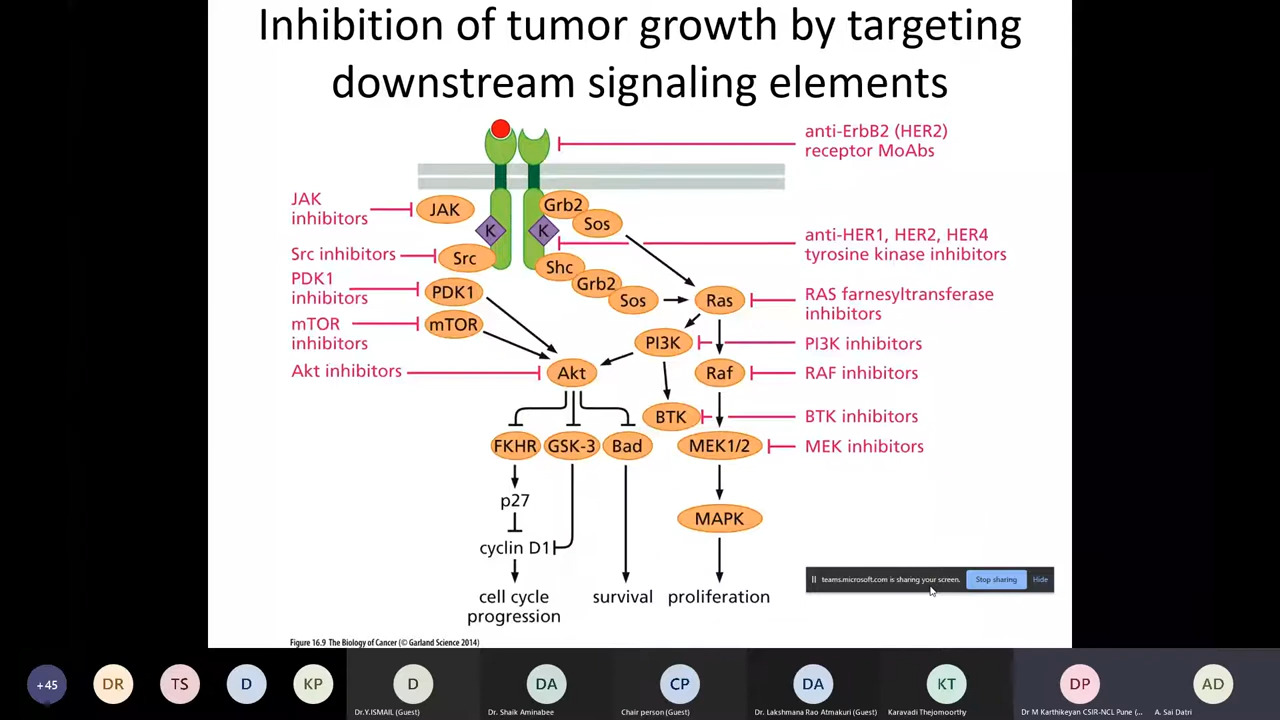 Inhibition of tumor growth by targeting
downstream signaling elements
anti-ErbB2 (HER2)
receptor MoAbs
JAK
inhibitors
JAK
Grb2
Sos
K
K
anti-HER1, HER2, HER4
tyrosine kinase inhibitors
Src inhibitors
Src
Shc
Grb2
Sos
Ras
RAS farnesyltransferase
inhibitors
PDK1
inhibitors
PDK1
mTOR
inhibitors
mTOR
PI3K
PI3K inhibitors
Akt inhibitors
Akt
Raf
RAF inhibitors
BTK
BTK inhibitors
FKHR
GSK-3
Bad
MEK1/2
MEK inhibitors
p27
MAPK
cyclin D1
cell cycle
progression
survival
proliferation
teams.microsoft.com is sharing your screen.
Stop sharing
Hide
Figure 16.9 The Biology of Cancer (© Garland Science 2014)
+45
DR
TS
D
KP
D
DA
CP
DA
KT
DP
AD
Dr.Y.ISMAIL (Guest)
Dr. Shaik Aminabee
Chair person (Guest)
Dr. Lakshmana Rao Atmakuri (Guest)
Karavadi Thejomoorthy
Dr M Karthikeyan CSIR-NCL Pune (...
A. Sai Datri